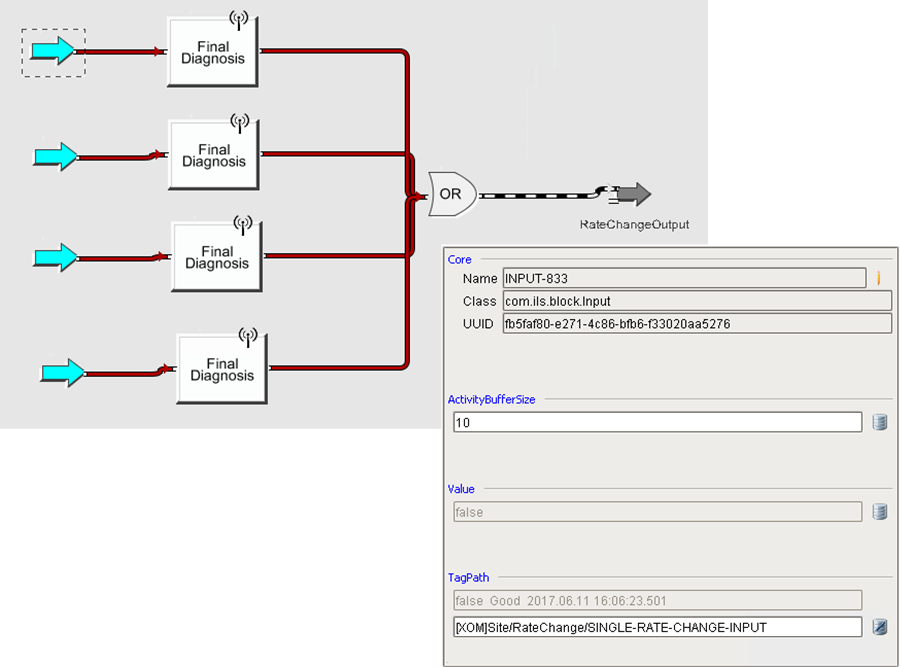 Final
Diagnosis
Final
Diagnosis
Final
Diagnosis
Final
Diagnosis
OR
RateChangeOutput
Core
Name INPUT-833
Class com.ils.block.Input
UUID fb5faf80-e271-4c86-bfb6-f33020aa5276
ActivityBufferSize
10
Value
false
TagPath
false Good 2017.06.11 16:06:23.501
[XOM]Site/RateChange/SINGLE-RATE-CHANGE-INPUT